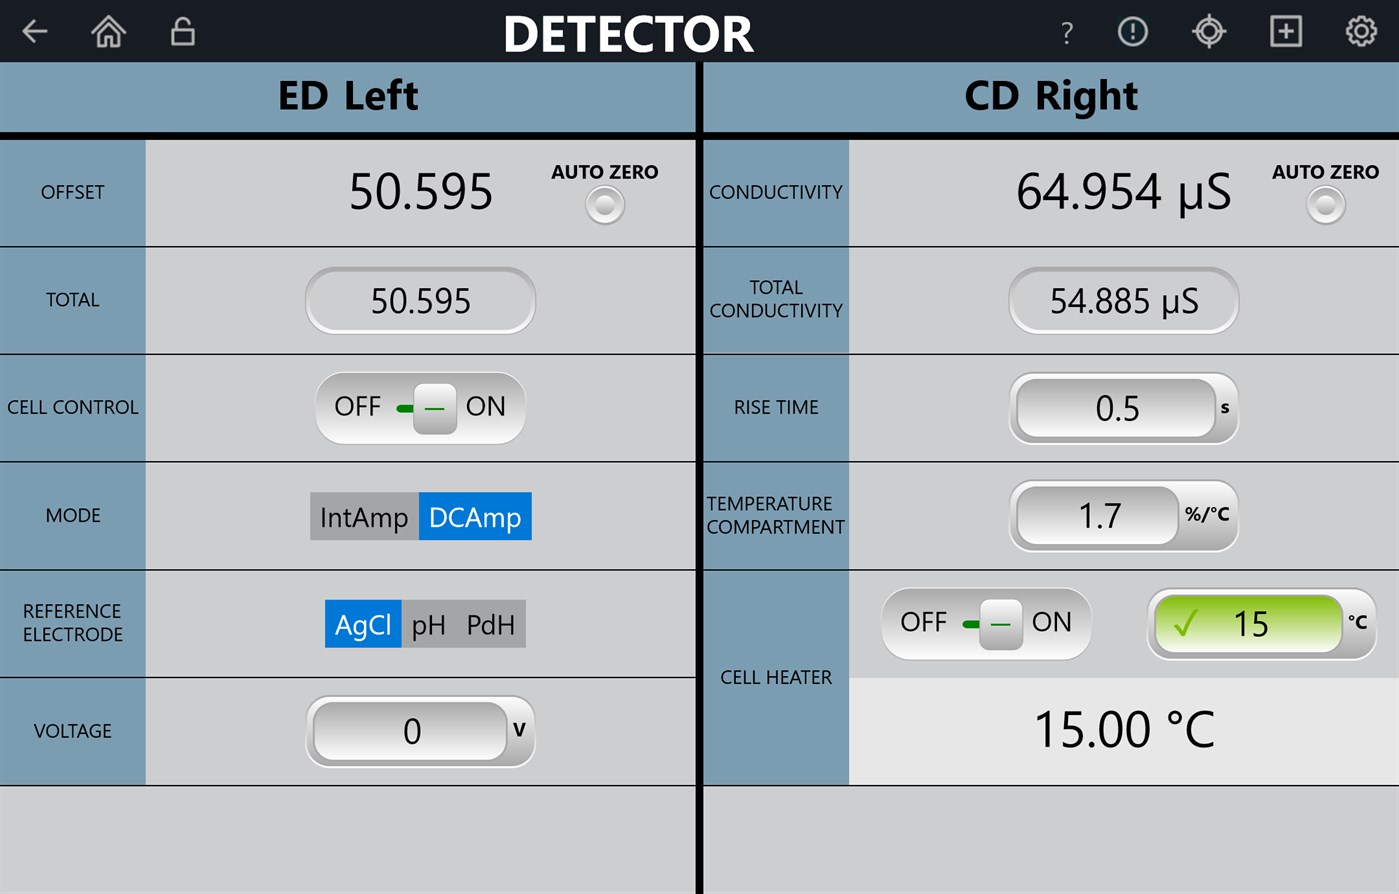 DETECTOR
?
ED Left
OFFSET
50.595
AUTO ZERO
TOTAL
50.595
CELL CONTROL
OFF
ON
MODE
IntAmp
DCAmp
REFERENCE
ELECTRODE
AgCl
pH
PdH
VOLTAGE
0
V
CD Right
CONDUCTIVITY
64.954 µS
AUTO ZERO
TOTAL
CONDUCTIVITY
54.885 µS
RISE TIME
0.5
s
TEMPERATURE
COMPARTMENT
1.7
%/°C
CELL HEATER
OFF
ON
15
°C
15.00 °C